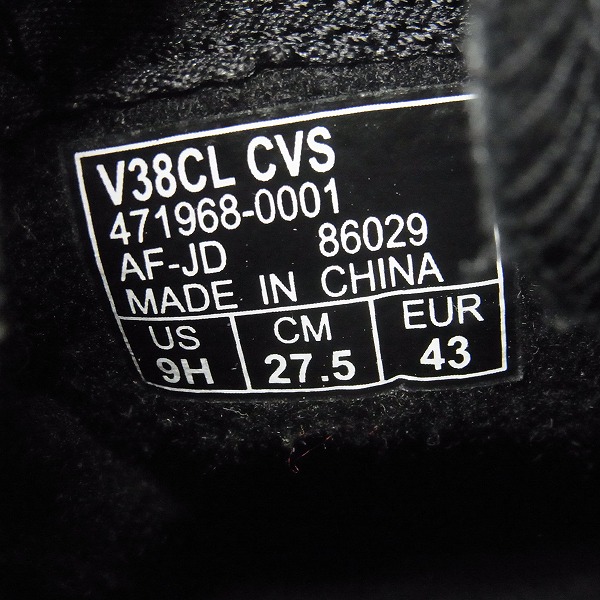 V38CL CVS
471968-0001
AF-JD 86029
MADE IN CHINA
US CM EUR
9H 27.5 43